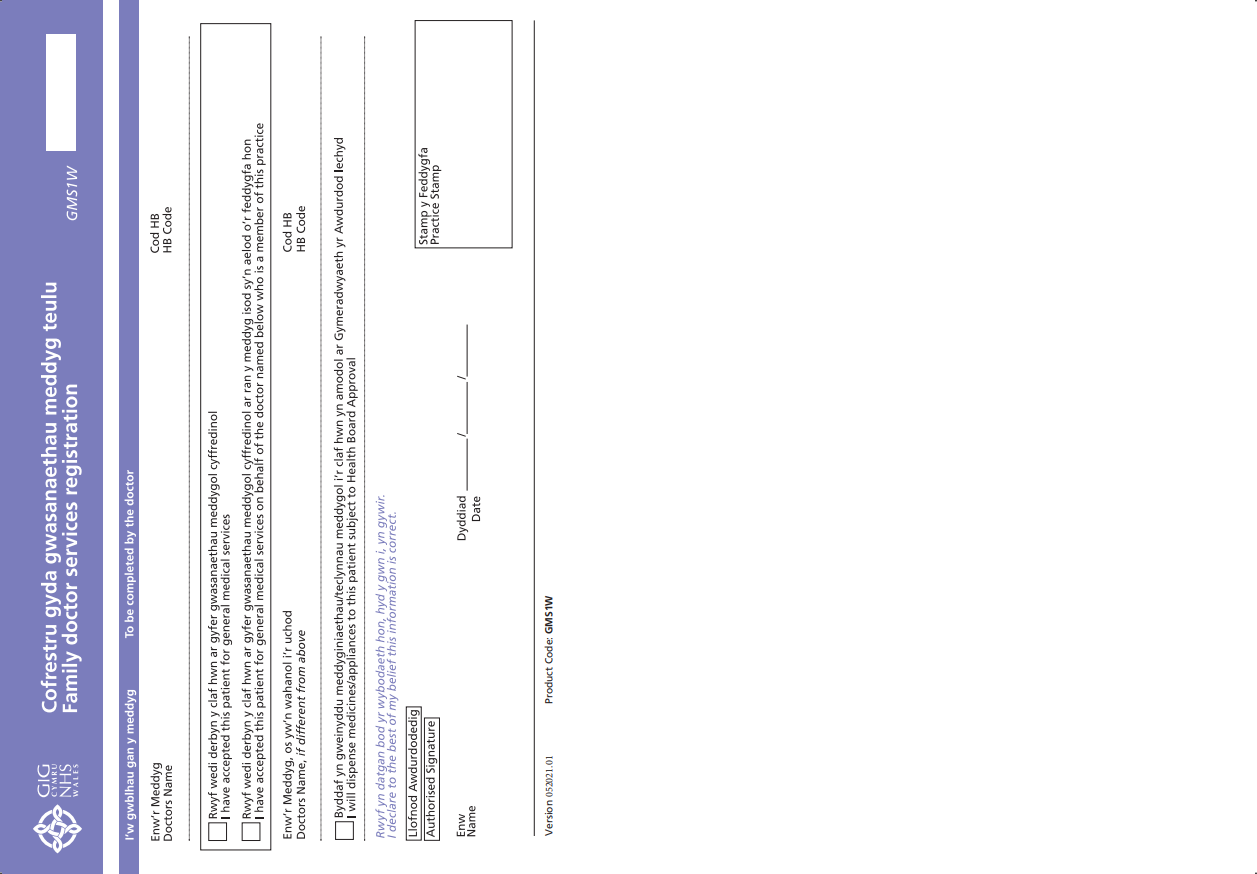 GIG
CYMRU
NHS
WALES
Cofrestru gyda gwasanaethau meddyg teulu
Family doctor services registration
GMS1W
I'w gwblhau gan y meddyg To be completed by the doctor
Enw'r Meddyg
Doctors Name
Cod HB
HB Code
Rwyf wedi derbyn y claf hwn ar gyfer gwasanaethau meddygol cyffredinol
I have accepted this patient for general medical services
Rwyf wedi derbyn y claf hwn ar gyfer gwasanaethau meddygol cyffredinol ar ran y meddyg isod sy'n aelod o'r feddygfa hon
I have accepted this patient for general medical services on behalf of the doctor named below who is a member of this practice
Enw'r Meddyg, os yw'n wahanol i'r uchod
Doctors Name, if different from above
Cod HB
HB Code
Byddaf yn gweinyddu meddyginiaethau/teclynnau meddygol i'r claf hwn yn amodol ar Gymeradwyaeth yr Awdurdod Iechyd
I will dispense medicines/appliances to this patient subject to Health Board Approval
Rwyf yn datgan bod yr wybodaeth hon, hyd y gwn i, yn gywir.
I declare to the best of my belief this information is correct.
Llofnod Awdurdodedig
Authorised Signature
Stamp y Feddygfa
Practice Stamp
Enw
Name
Dyddiad ______/______/______
Date
Version 052021.01 Product Code: GMS1W